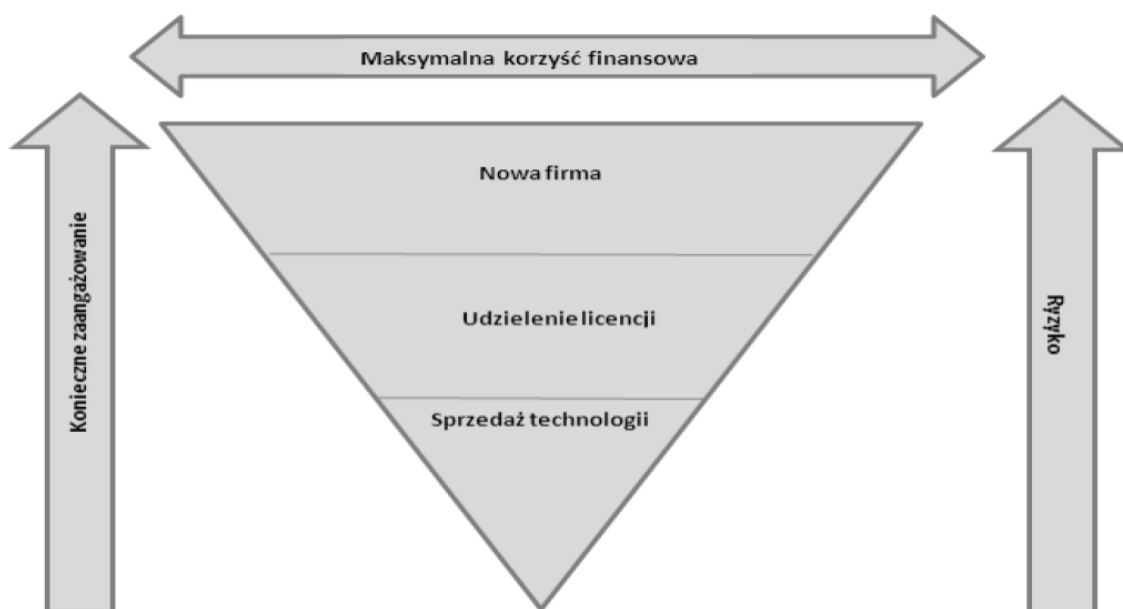 Maksymalna korzyść finansowa
Nowa firma
Konieczne zaangażowanie
Udzielenie licencji
Ryzyko
Sprzedaż technologii